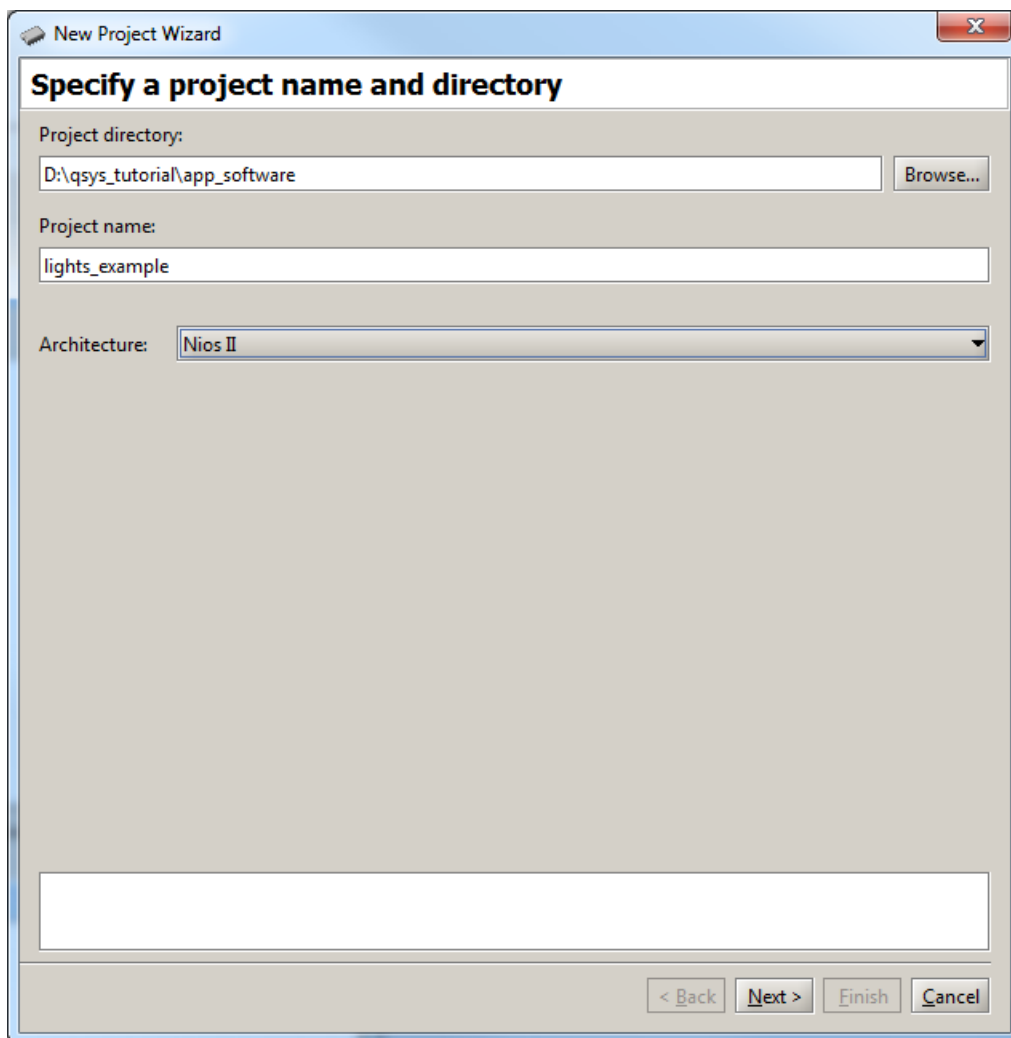 New Project Wizard
Specify a project name and directory
Project directory:
D:\qsys_tutorial\app_software
Browse...
Project name:
lights_example
Architecture:
Nios II
< Back
Next >
Finish
Cancel